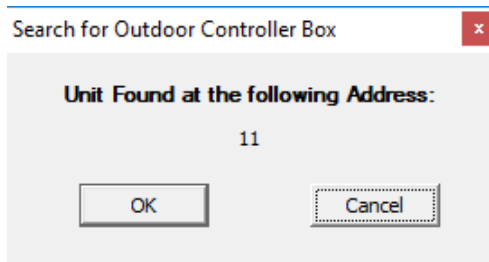 Search for Outdoor Controller Box
x
Unit Found at the following Address:
11
OK Cancel